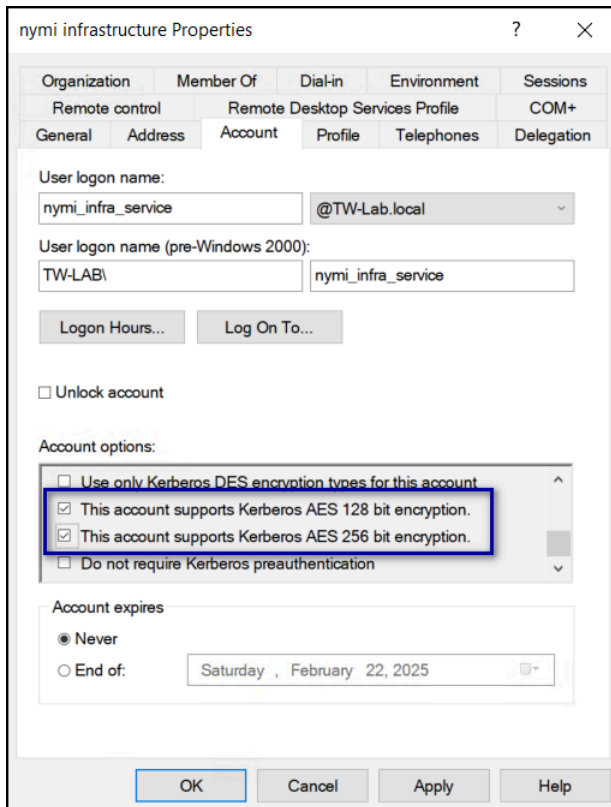 nymi infrastructure Properties ? ×
Organization Member Of Dial-in Environment Sessions
Remote control Remote Desktop Services Profile COM+
General Address Account Profile Telephones Delegation
User logon name:
nymi_infra_service @TW-Lab.local
User logon name (pre-Windows 2000):
TW-LAB\ nymi_infra_service
Logon Hours... Log On To...
Unlock account
Account options:
Use only Kerberos DES encryption types for this account
This account supports Kerberos AES 128 bit encryption.
This account supports Kerberos AES 256 bit encryption.
Do not require Kerberos preauthentication
Account expires
Never
End of: Saturday , February 22, 2025
OK Cancel Apply Help